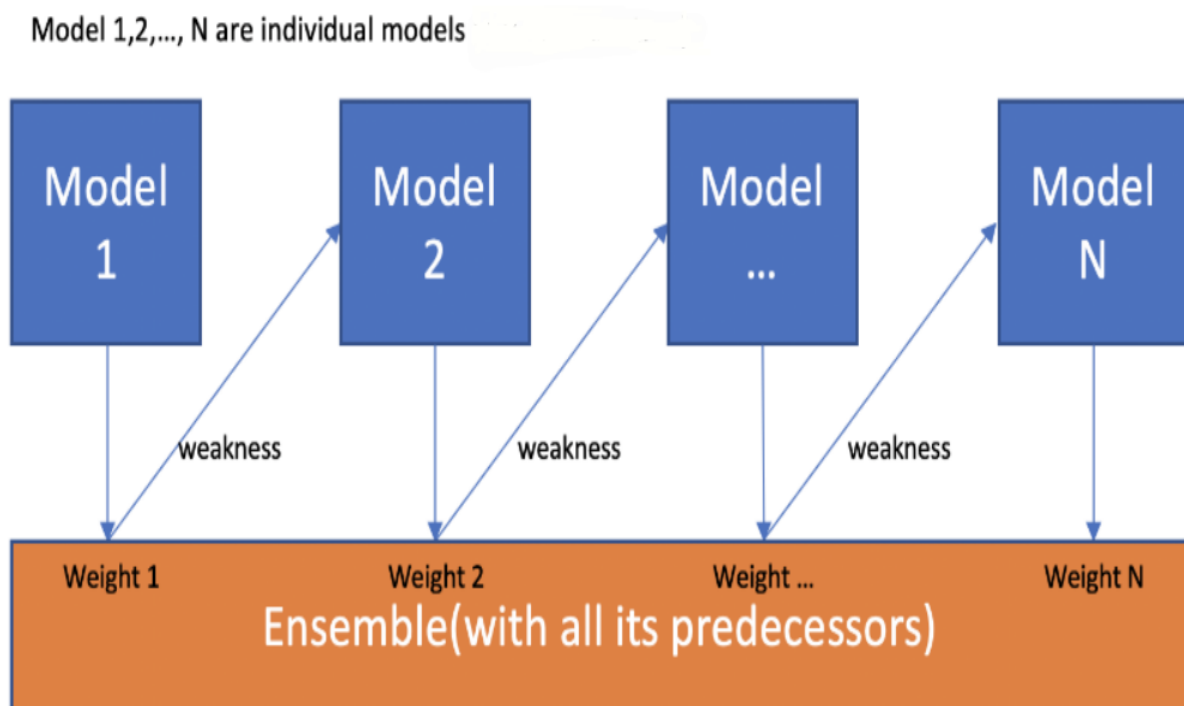 Model 1,2,..., N are individual models
Model
1
Model
2
Model
...
Model
N
weakness
weakness
weakness
Weight 1
Weight 2
Weight ...
Weight N
Ensemble(with all its predecessors)